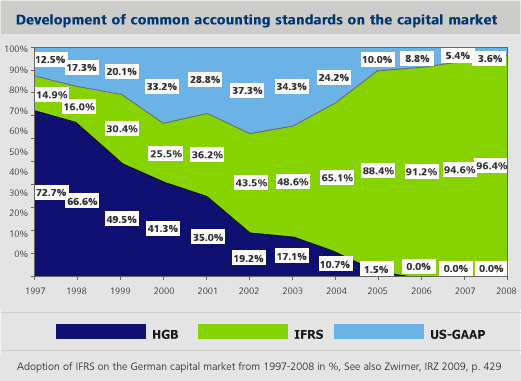 Development of common accounting standards on the capital market
100%
90%
80%
70%
60%
50%
40%
30%
20%
10%
0%
12.5% 17.3% 20.1% 33.2% 28.8% 37.3% 34.3% 24.2% 10.0% 8.8% 5.4% 3.6%
14.9% 16.0% 30.4% 25.5% 36.2% 43.5% 48.6% 65.1% 88.4% 91.2% 94.6% 96.4%
72.7% 66.6% 49.5% 41.3% 35.0% 19.2% 17.1% 10.7% 1.5% 0.0% 0.0% 0.0%
1997 1998 1999 2000 2001 2002 2003 2004 2005 2006 2007 2008
HGB IFRS US-GAAP
Adoption of IFRS on the German capital market from 1997-2008 in %, See also Zwirner, IRZ 2009, p. 429